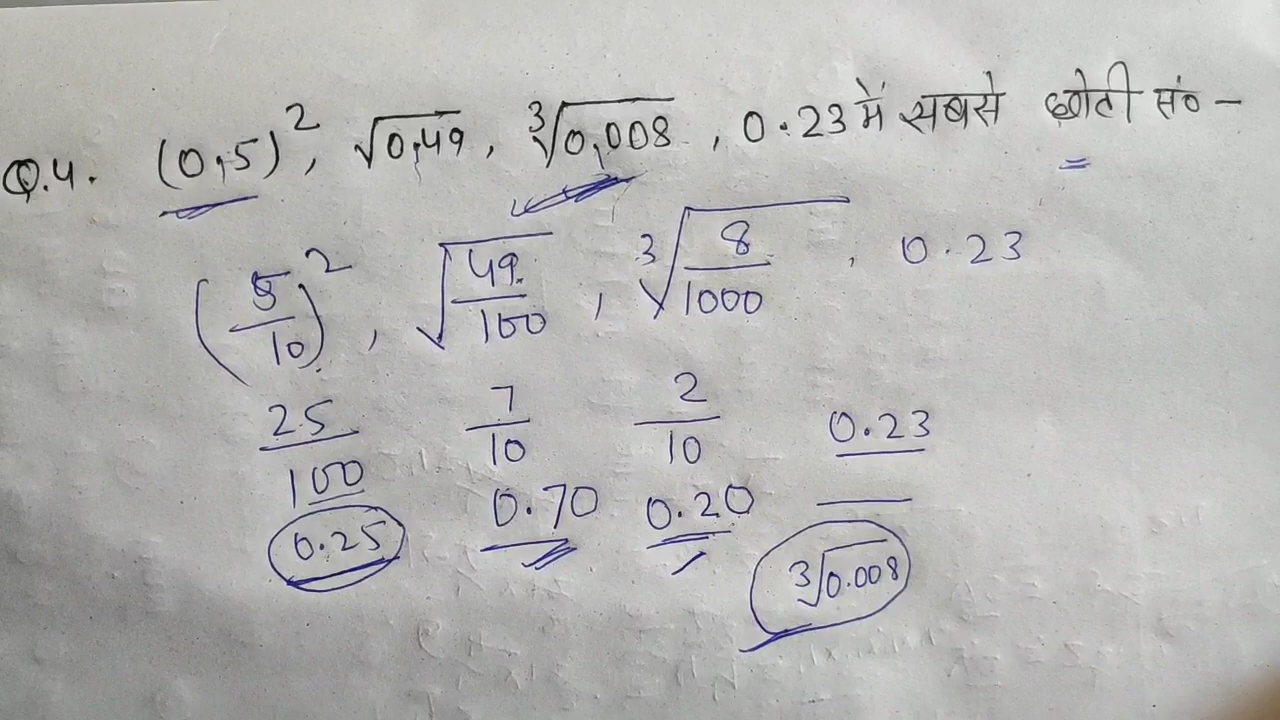 Q.4. (0,5)², √0,49, ∛0,008, 0.23 में सबसे छोटी सं० -
(5/10)², √49/100, ∛8/1000, 0.23
25/100 7/10 2/10 0.23
0.25 0.70 0.20
∛0.008